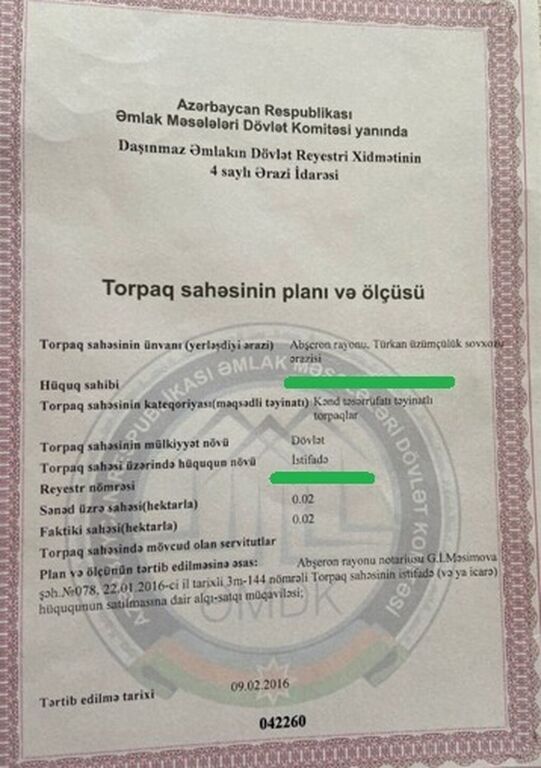 Azərbaycan Respublikası
Əmlak Məsələləri Dövlət Komitəsi yanında
Daşınmaz Əmlakın Dövlət Reyestri Xidmətinin
4 saylı Ərazi İdarəsi
Torpaq sahəsinin planı və ölçüsü
Torpaq sahəsinin ünvanı (yerləşdiyi ərazi) Abşeron rayonu, Türkan üzümçülük sovxozu
ərazisi
Hüquq sahibi
Torpaq sahəsinin kateqoriyası(məqsədli təyinatı) Kənd təsərrüfatı təyinatlı
torpaqlar
Torpaq sahəsinin mülkiyyət növü Dövlət
Torpaq sahəsi üzərində hüququn növü İstifadə
Reyestr nömrəsi
Sənəd üzrə sahəsi(hektarla) 0.02
Faktiki sahəsi(hektarla) 0.02
Torpaq sahəsində mövcud olan servitutlar
Plan və ölçünün tərtib edilməsinə əsas: Abşeron rayonu notariusu G.İ.Məsimova
şəh.№078, 22.01.2016-ci il tarixli 3m-144 nömrəli Torpaq sahəsinin istifadə (və ya icarə)
hüququnun satılmasına dair alqı-satqı müqaviləsi;
ƏMDK
Tərtib edilmə tarixi 09.02.2016
042260